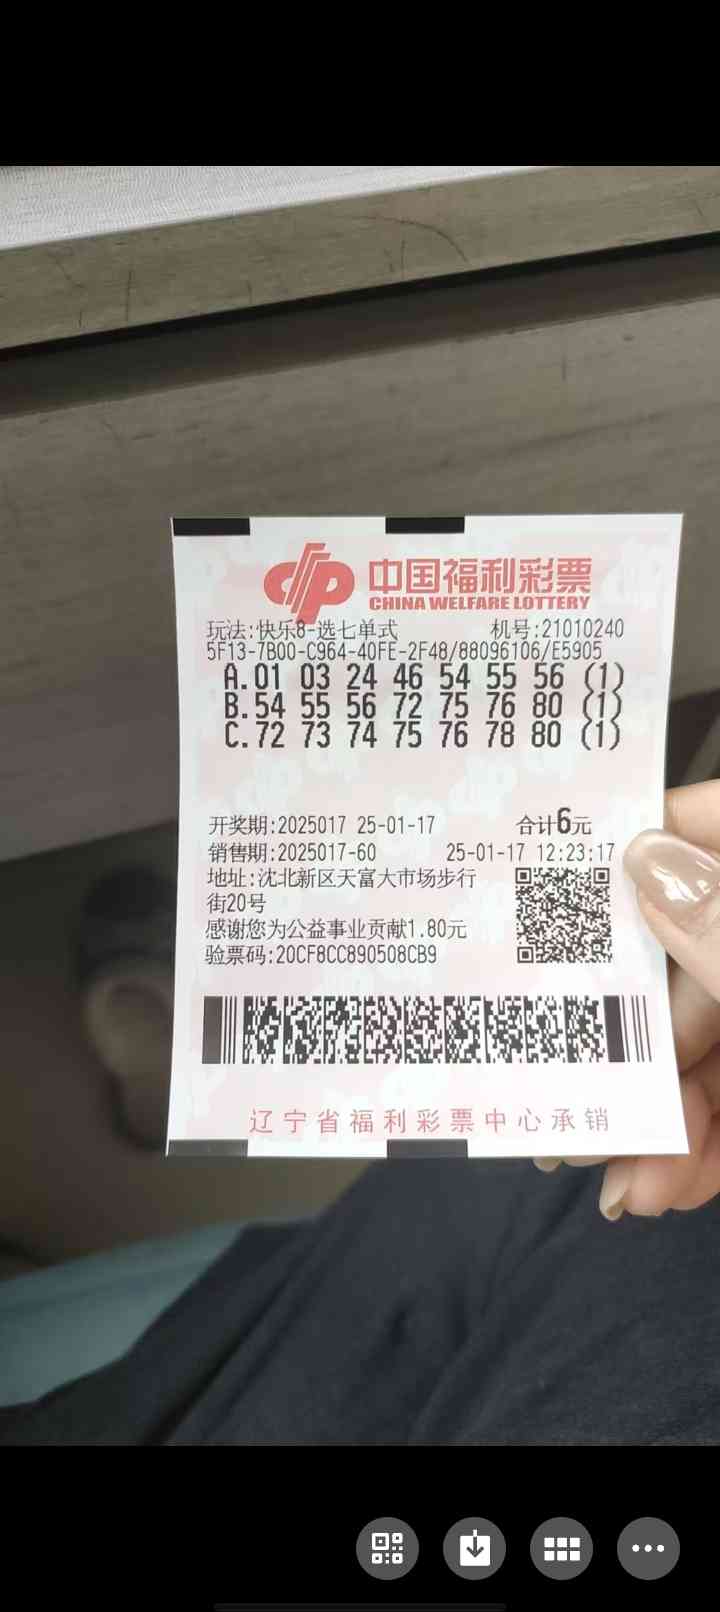 中国福利彩票
CHINA WELFARE LOTTERY
玩法:快乐8-选七单式 机号:21010240
5F13-7B00-C964-40FE-2F48/88096106/E5905
A.01 03 24 46 54 55 56 (1)
B.54 55 56 72 75 76 80 (1)
C.72 73 74 75 76 78 80 (1)
开奖期:2025017 25-01-17 合计6元
销售期:2025017-60 25-01-17 12:23:17
地址:沈北新区天富大市场步行
街20号
感谢您为公益事业贡献1.80元
验票码:20CF8CC890508CB9
辽宁省福利彩票中心承销